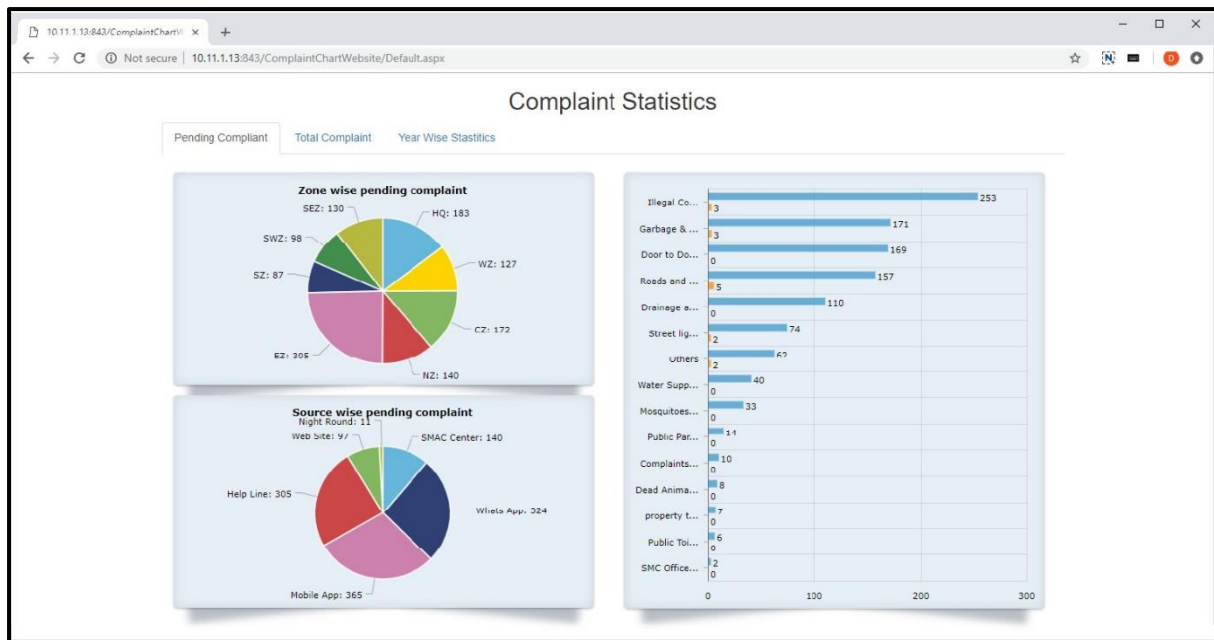 10.11.1.13:843/ComplaintChartW
Not secure | 10.11.1.13:843/ComplaintChartWebsite/Default.aspx
Complaint Statistics
Pending Compliant
Total Complaint
Year Wise Stastitics
Zone wise pending complaint
SEZ: 130
HQ: 183
SWZ: 98
WZ: 127
SZ: 87
CZ: 172
EZ: 305
NZ: 140
Source wise pending complaint
Night Round: 11
Web Site: 97
SMAC Center: 140
Help Line: 305
Whats App: 324
Mobile App: 365
Illegal Co... 253
3
Garbage & ... 171
3
Door to Do... 169
0
Roads and ... 157
5
Drainage a... 110
0
Street lig... 74
2
Others 62
2
Water Supp... 40
0
Mosquitoes... 33
0
Public Par... 14
0
Complaints... 10
0
Dead Anima... 8
0
property t... 7
0
Public Toi... 6
0
SMC Office... 2
0
0 100 200 300